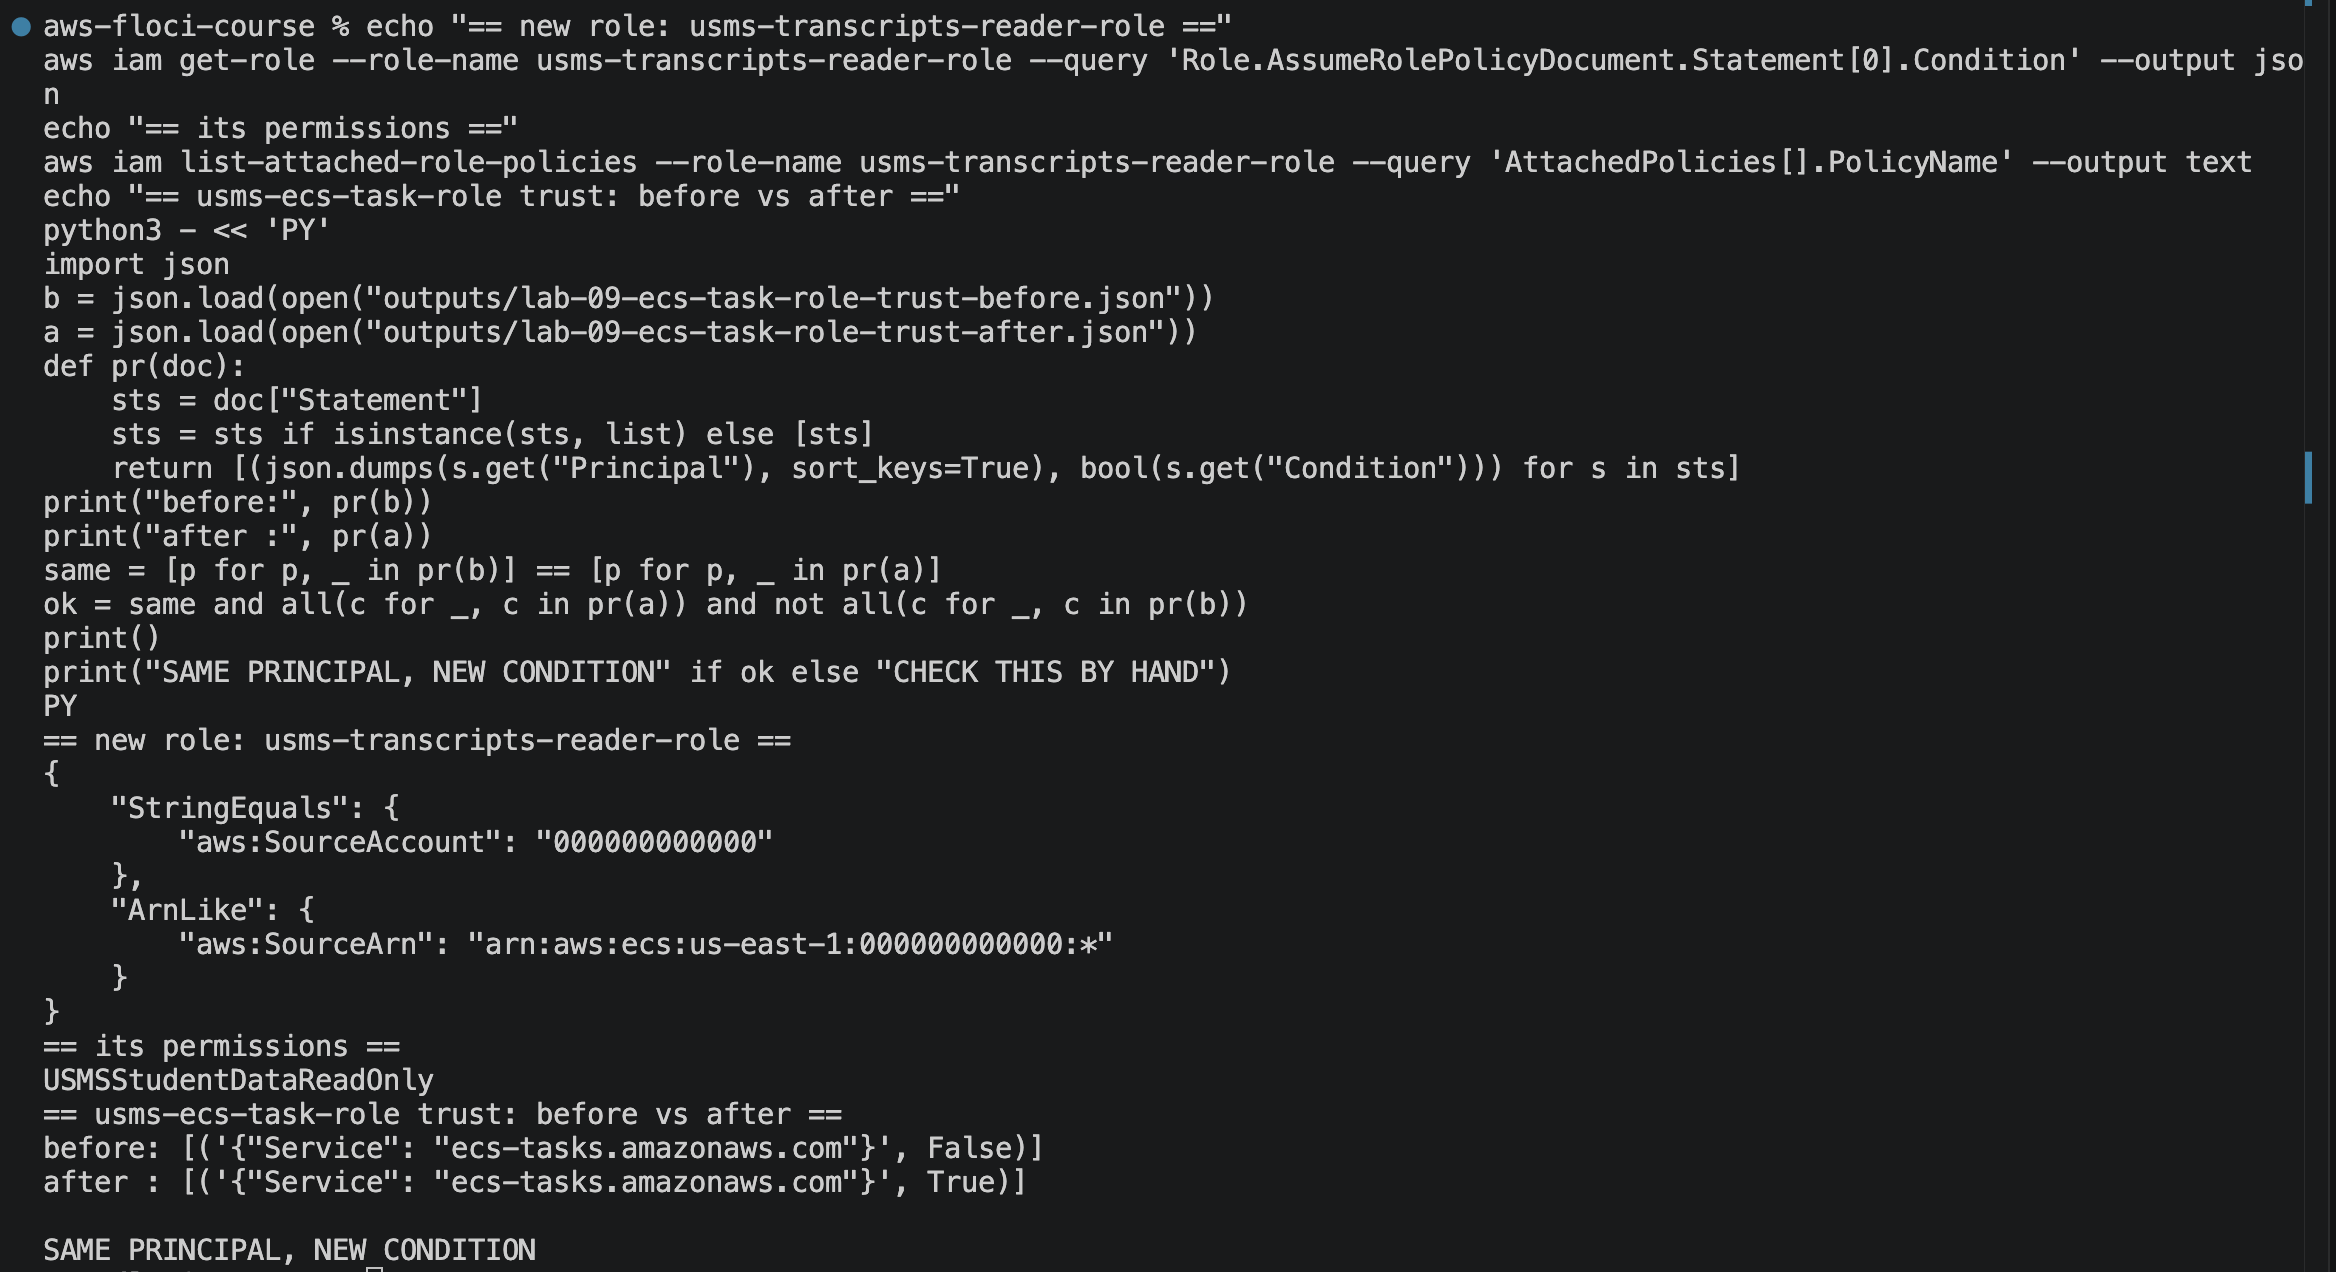 aws-floci-course % echo "== new role: usms-transcripts-reader-role =="
aws iam get-role --role-name usms-transcripts-reader-role --query 'Role.AssumeRolePolicyDocument.Statement[0].Condition' --output jso
n
echo "== its permissions =="
aws iam list-attached-role-policies --role-name usms-transcripts-reader-role --query 'AttachedPolicies[].PolicyName' --output text
echo "== usms-ecs-task-role trust: before vs after =="
python3 - << 'PY'
import json
b = json.load(open("outputs/lab-09-ecs-task-role-trust-before.json"))
a = json.load(open("outputs/lab-09-ecs-task-role-trust-after.json"))
def pr(doc):
    sts = doc["Statement"]
    sts = sts if isinstance(sts, list) else [sts]
    return [(json.dumps(s.get("Principal"), sort_keys=True), bool(s.get("Condition"))) for s in sts]
print("before:", pr(b))
print("after :", pr(a))
same = [p for p, _ in pr(b)] == [p for p, _ in pr(a)]
ok = same and all(c for _, c in pr(a)) and not all(c for _, c in pr(b))
print()
print("SAME PRINCIPAL, NEW CONDITION" if ok else "CHECK THIS BY HAND")
PY
== new role: usms-transcripts-reader-role ==
{
    "StringEquals": {
        "aws:SourceAccount": "000000000000"
    },
    "ArnLike": {
        "aws:SourceArn": "arn:aws:ecs:us-east-1:000000000000:*"
    }
}
== its permissions ==
USMSStudentDataReadOnly
== usms-ecs-task-role trust: before vs after ==
before: [('{"Service": "ecs-tasks.amazonaws.com"}', False)]
after : [('{"Service": "ecs-tasks.amazonaws.com"}', True)]

SAME PRINCIPAL, NEW CONDITION